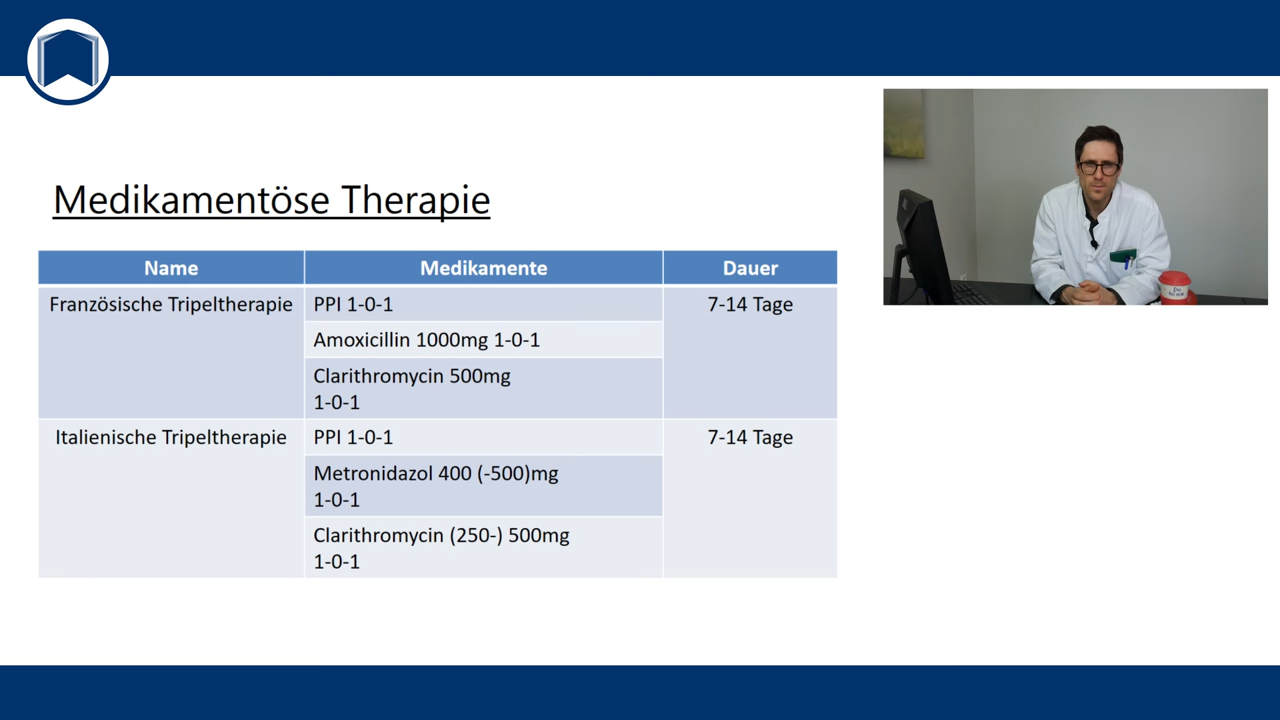 Medikamentöse Therapie
Name Medikamente Dauer
Französische Tripeltherapie PPI 1-0-1 7-14 Tage
Amoxicillin 1000mg 1-0-1
Clarithromycin 500mg
1-0-1
Italienische Tripeltherapie PPI 1-0-1 7-14 Tage
Metronidazol 400 (-500)mg
1-0-1
Clarithromycin (250-) 500mg
1-0-1